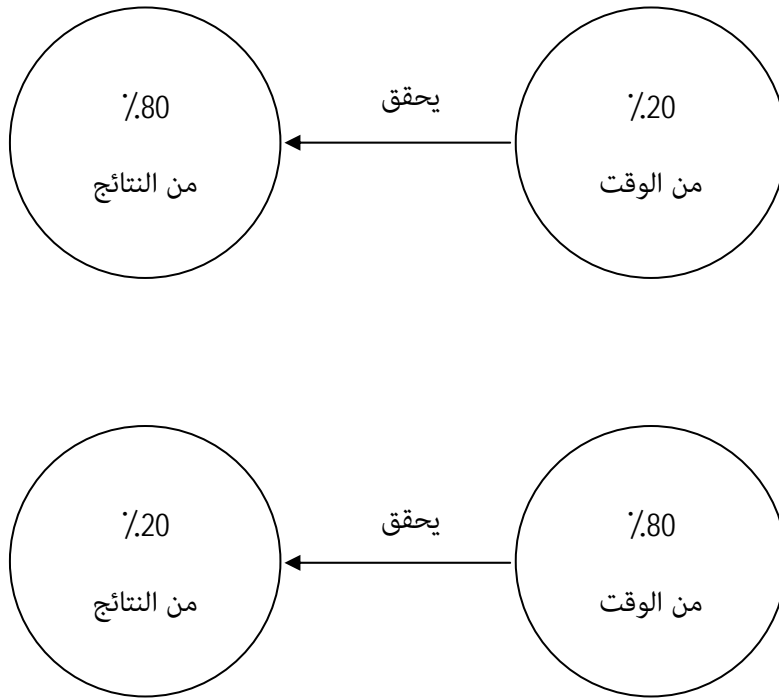 20٪
من الوقت
يحقق
80٪
من النتائج
80٪
من الوقت
يحقق
20٪
من النتائج